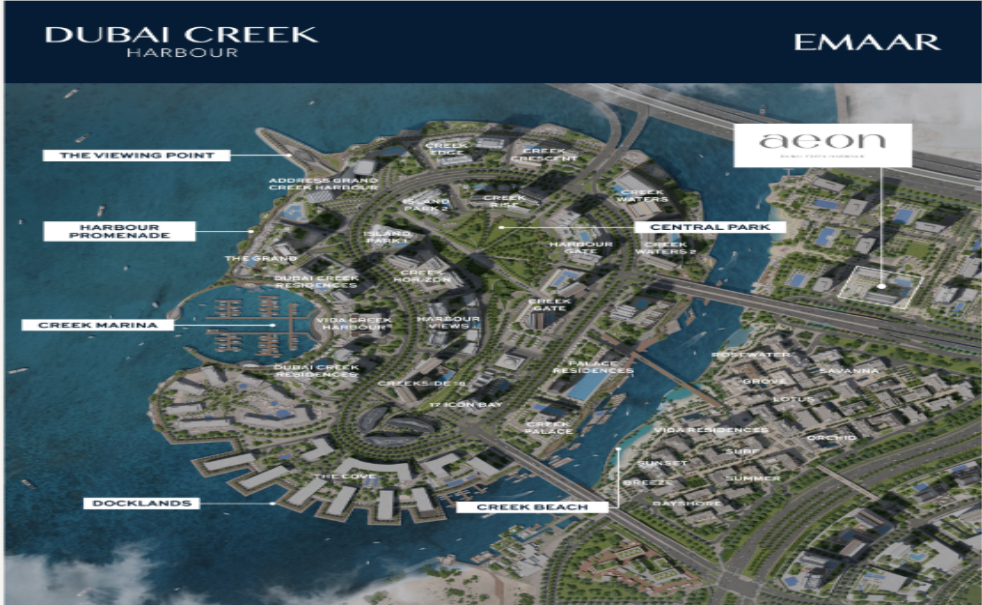 DUBAI CREEK
HARBOUR
EMAAR
aeon
THE VIEWING POINT
CREEK
EDGE
CREEK
CRESCENT
ADDRESS GRAND
CREEK HARBOUR
ISLAND
PARK 2
CREEK
RISE
CREEK
WATERS
HARBOUR
PROMENADE
CENTRAL PARK
ISLAND
PARK 1
HARBOUR
GATE
CREEK
WATERS 2
THE GRAND
DUBAI CREEK
RESIDENCES
CREEK
HORIZON
CREEK
GATE
CREEK MARINA
VIDA CREEK
HARBOUR
HARBOUR
VIEWS
DUBAI CREEK
RESIDENCES
PALACE
RESIDENCES
ROSEWATER
SAVANNA
GROVE
LOTUS
CREEKSIDE 18
17 ICON BAY
CREEK
PALACE
VIDA RESIDENCES
ORCHID
SURF
SUNSET
SUMMER
BREEZE
BAYSHORE
THE COVE
DOCKLANDS
CREEK BEACH